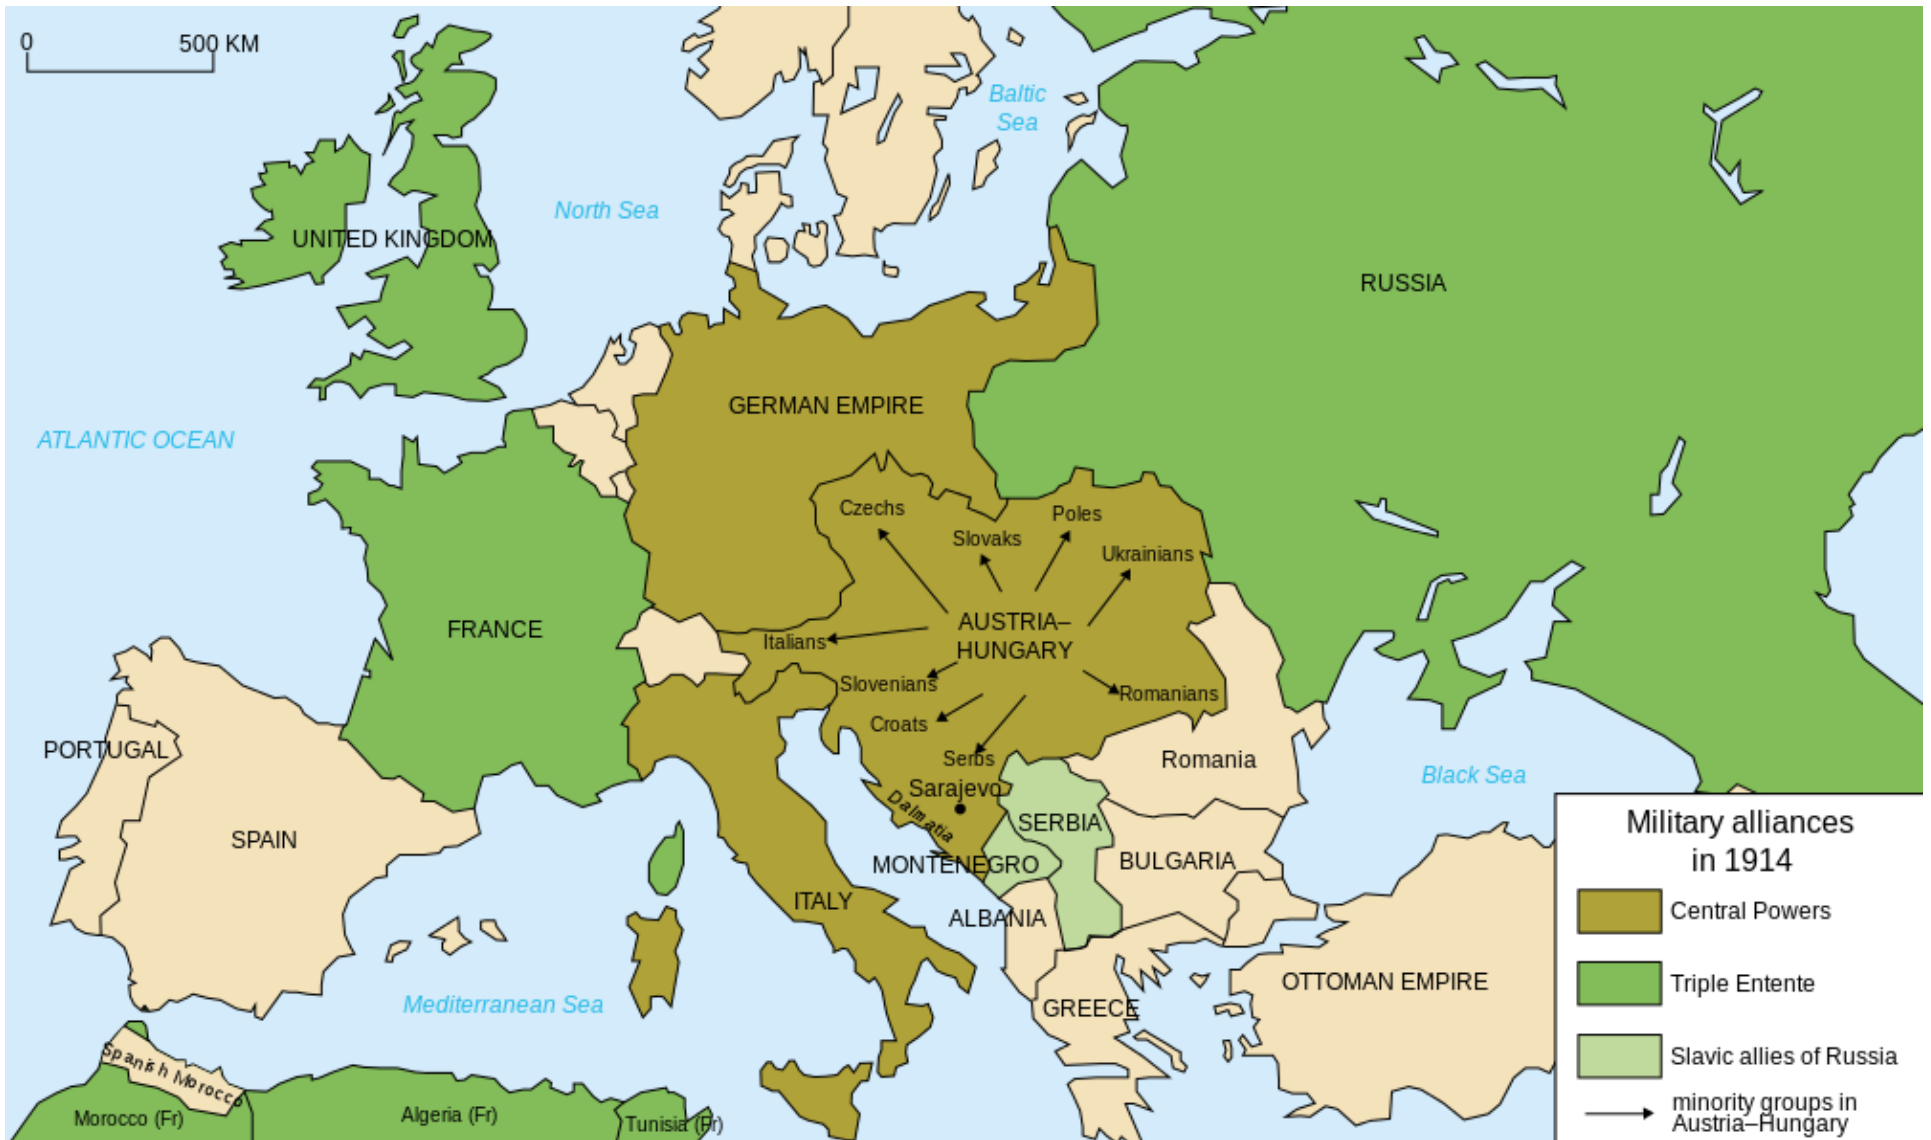 0
500 KM
Baltic
Sea
North Sea
UNITED KINGDOM
RUSSIA
GERMAN EMPIRE
ATLANTIC OCEAN
Czechs
Poles
Slovaks
Ukrainians
FRANCE
AUSTRIA–
HUNGARY
Italians
Slovenians
Romanians
Croats
PORTUGAL
Serbs
Romania
Black Sea
Sarajevo
Dalmatia
SERBIA
SPAIN
MONTENEGRO
BULGARIA
ITALY
ALBANIA
OTTOMAN EMPIRE
Mediterranean Sea
GREECE
Spanish Morocco
Morocco (Fr)
Algeria (Fr)
Tunisia (Fr)
Military alliances
in 1914
Central Powers
Triple Entente
Slavic allies of Russia
minority groups in
Austria–Hungary